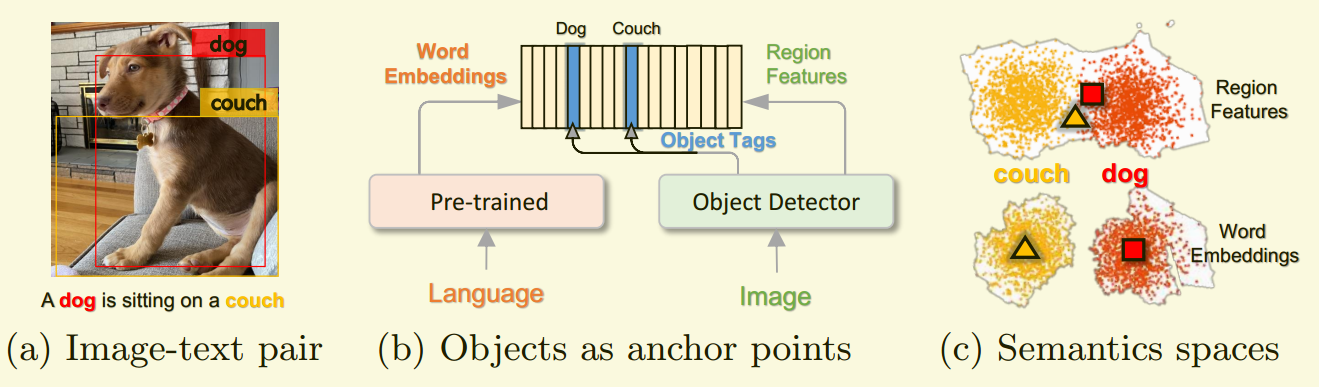 dog
couch
A dog is sitting on a couch
(a) Image-text pair
Dog
Couch
Word
Embeddings
Region
Features
Object Tags
Pre-trained
Object Detector
Language
Image
(b) Objects as anchor points
Region
Features
couch
dog
Word
Embeddings
(c) Semantics spaces